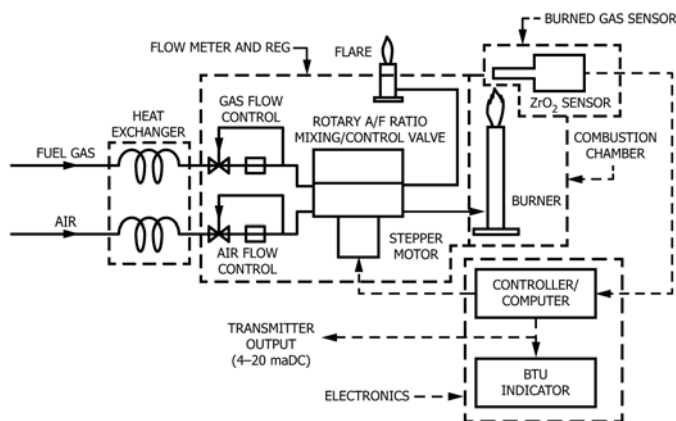 BURNED GAS SENSOR
FLOW METER AND REG
FLARE
ZrO2 SENSOR
HEAT
EXCHANGER
GAS FLOW
CONTROL
ROTARY A/F RATIO
MIXING/CONTROL VALVE
COMBUSTION
CHAMBER
FUEL GAS
BURNER
AIR
STEPPER
MOTOR
AIR FLOW
CONTROL
CONTROLLER/
COMPUTER
TRANSMITTER
OUTPUT
(4–20 maDC)
BTU
INDICATOR
ELECTRONICS